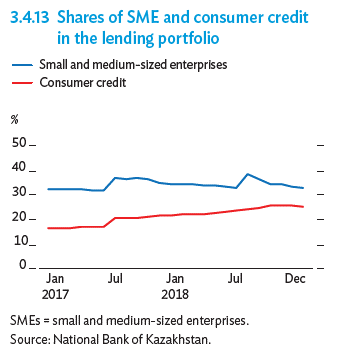 3.4.13 Shares of SME and consumer credit
in the lending portfolio
Small and medium-sized enterprises
Consumer credit
%
50
40
30
20
10
0
Jan Jul Jan Jul Dec
2017 2018
SMEs = small and medium-sized enterprises.
Source: National Bank of Kazakhstan.